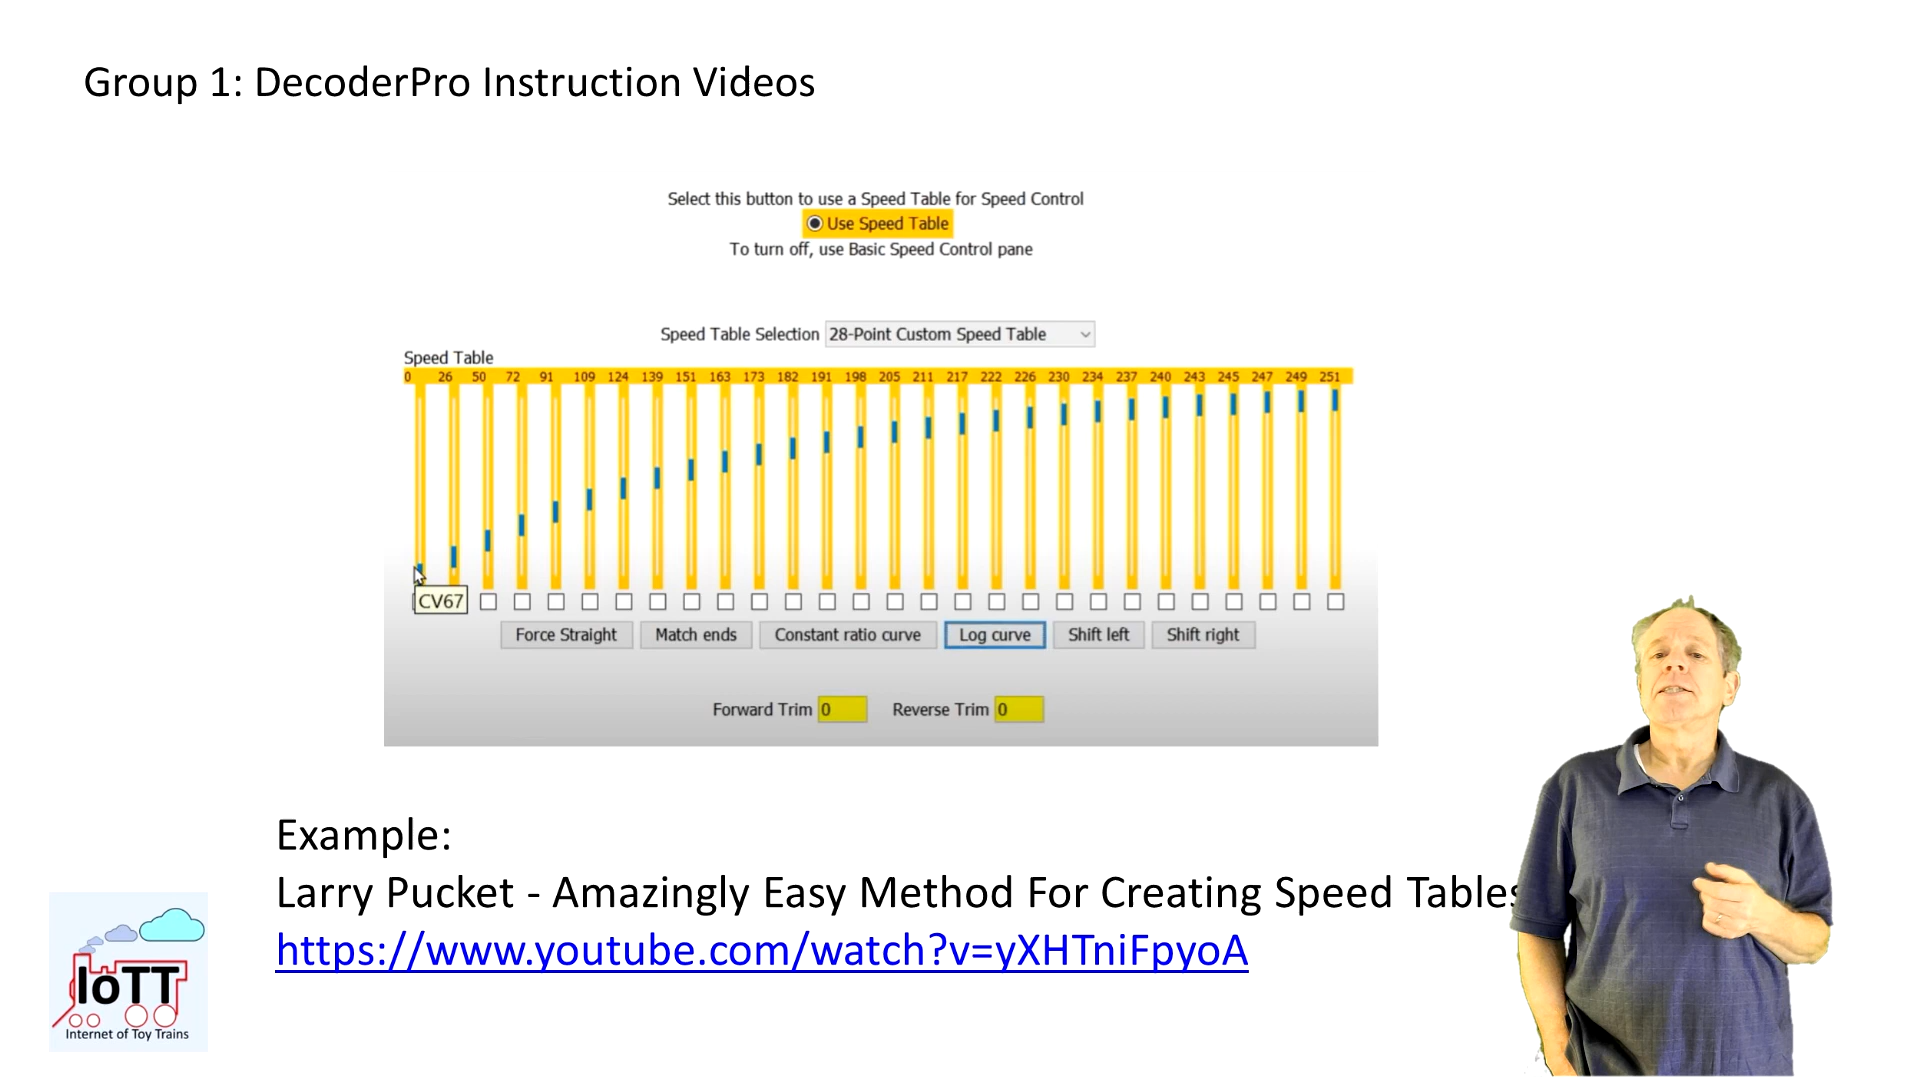 Group 1: DecoderPro Instruction Videos
Select this button to use a Speed Table for Speed Control
Use Speed Table
To turn off, use Basic Speed Control pane
Speed Table Selection 28-Point Custom Speed Table
Speed Table
0 26 50 72 91 109 124 139 151 163 173 182 191 198 205 211 217 222 226 230 234 237 240 243 245 247 249 251
CV67
Force Straight Match ends Constant ratio curve Log curve Shift left Shift right
Forward Trim 0 Reverse Trim 0
Example:
Larry Pucket - Amazingly Easy Method For Creating Speed Tables
https://www.youtube.com/watch?v=yXHTniFpyoA
IoTT
Internet of Toy Trains